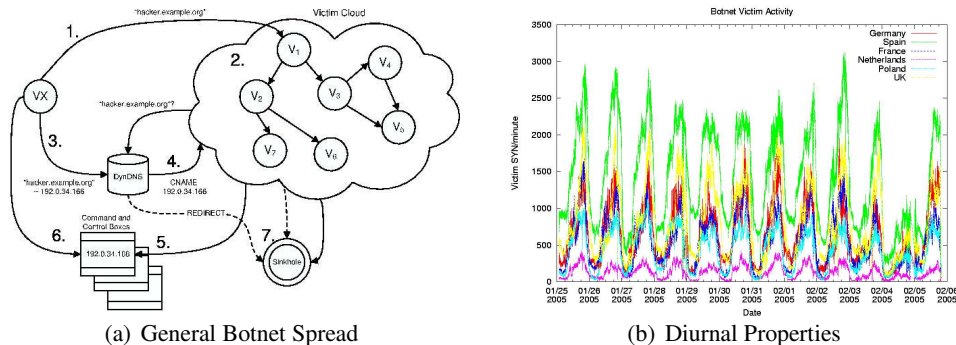 "hacker.example.org"
Victim Cloud
1.
2.
V1
V4
VX
"hacker.example.org"?
V2
V3
V5
3.
V7
V6
4.
DynDNS
"hacker.example.org"
~ 192.0.34.166
CNAME
192.0.34.166
REDIRECT
Command and
Control Boxes
6.
5.
7.
192.0.34.166
Sinkhole
(a) General Botnet Spread
Botnet Victim Activity
3500
3000
2500
2000
1500
1000
500
0
Victim SYN/minute
Germany
Spain
France
Netherlands
Poland
UK
01/25
2005
01/26
2005
01/27
2005
01/28
2005
01/29
2005
01/30
2005
01/31
2005
02/01
2005
02/02
2005
02/03
2005
02/04
2005
02/05
2005
02/06
2005
Date
(b) Diurnal Properties